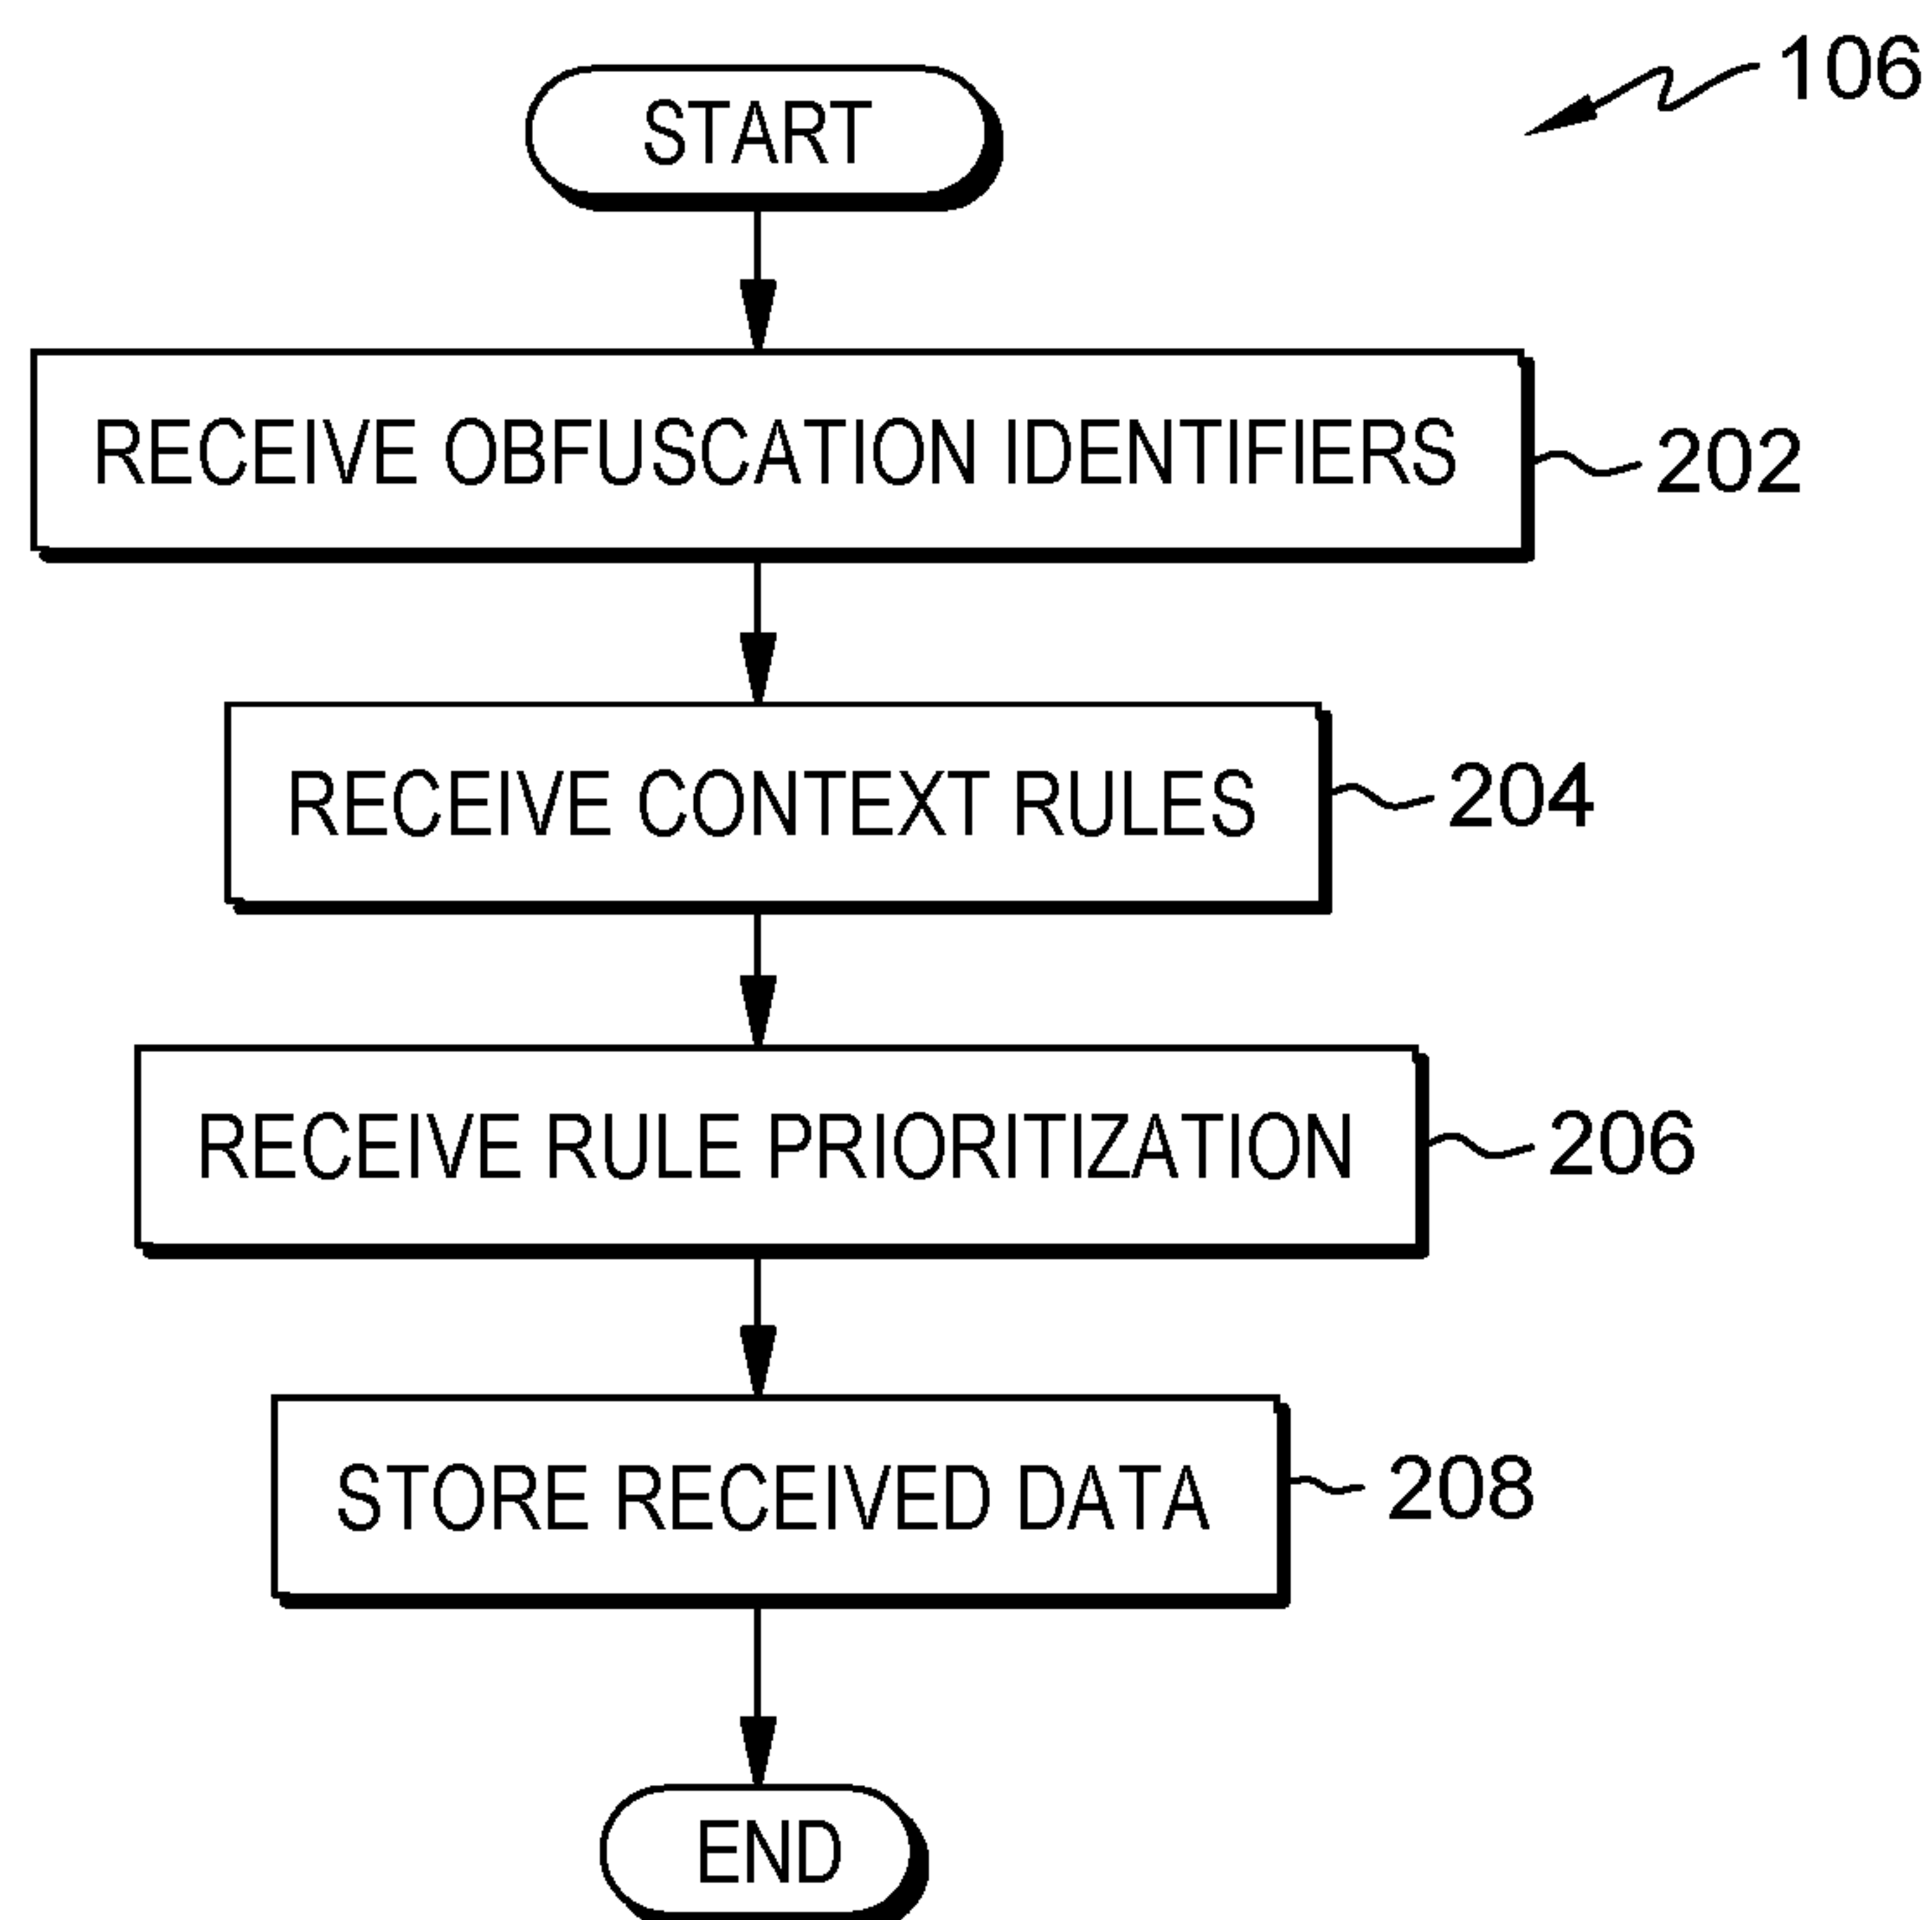 106
START
RECEIVE OBFUSCATION IDENTIFIERS
202
RECEIVE CONTEXT RULES
204
RECEIVE RULE PRIORITIZATION
206
STORE RECEIVED DATA
208
END